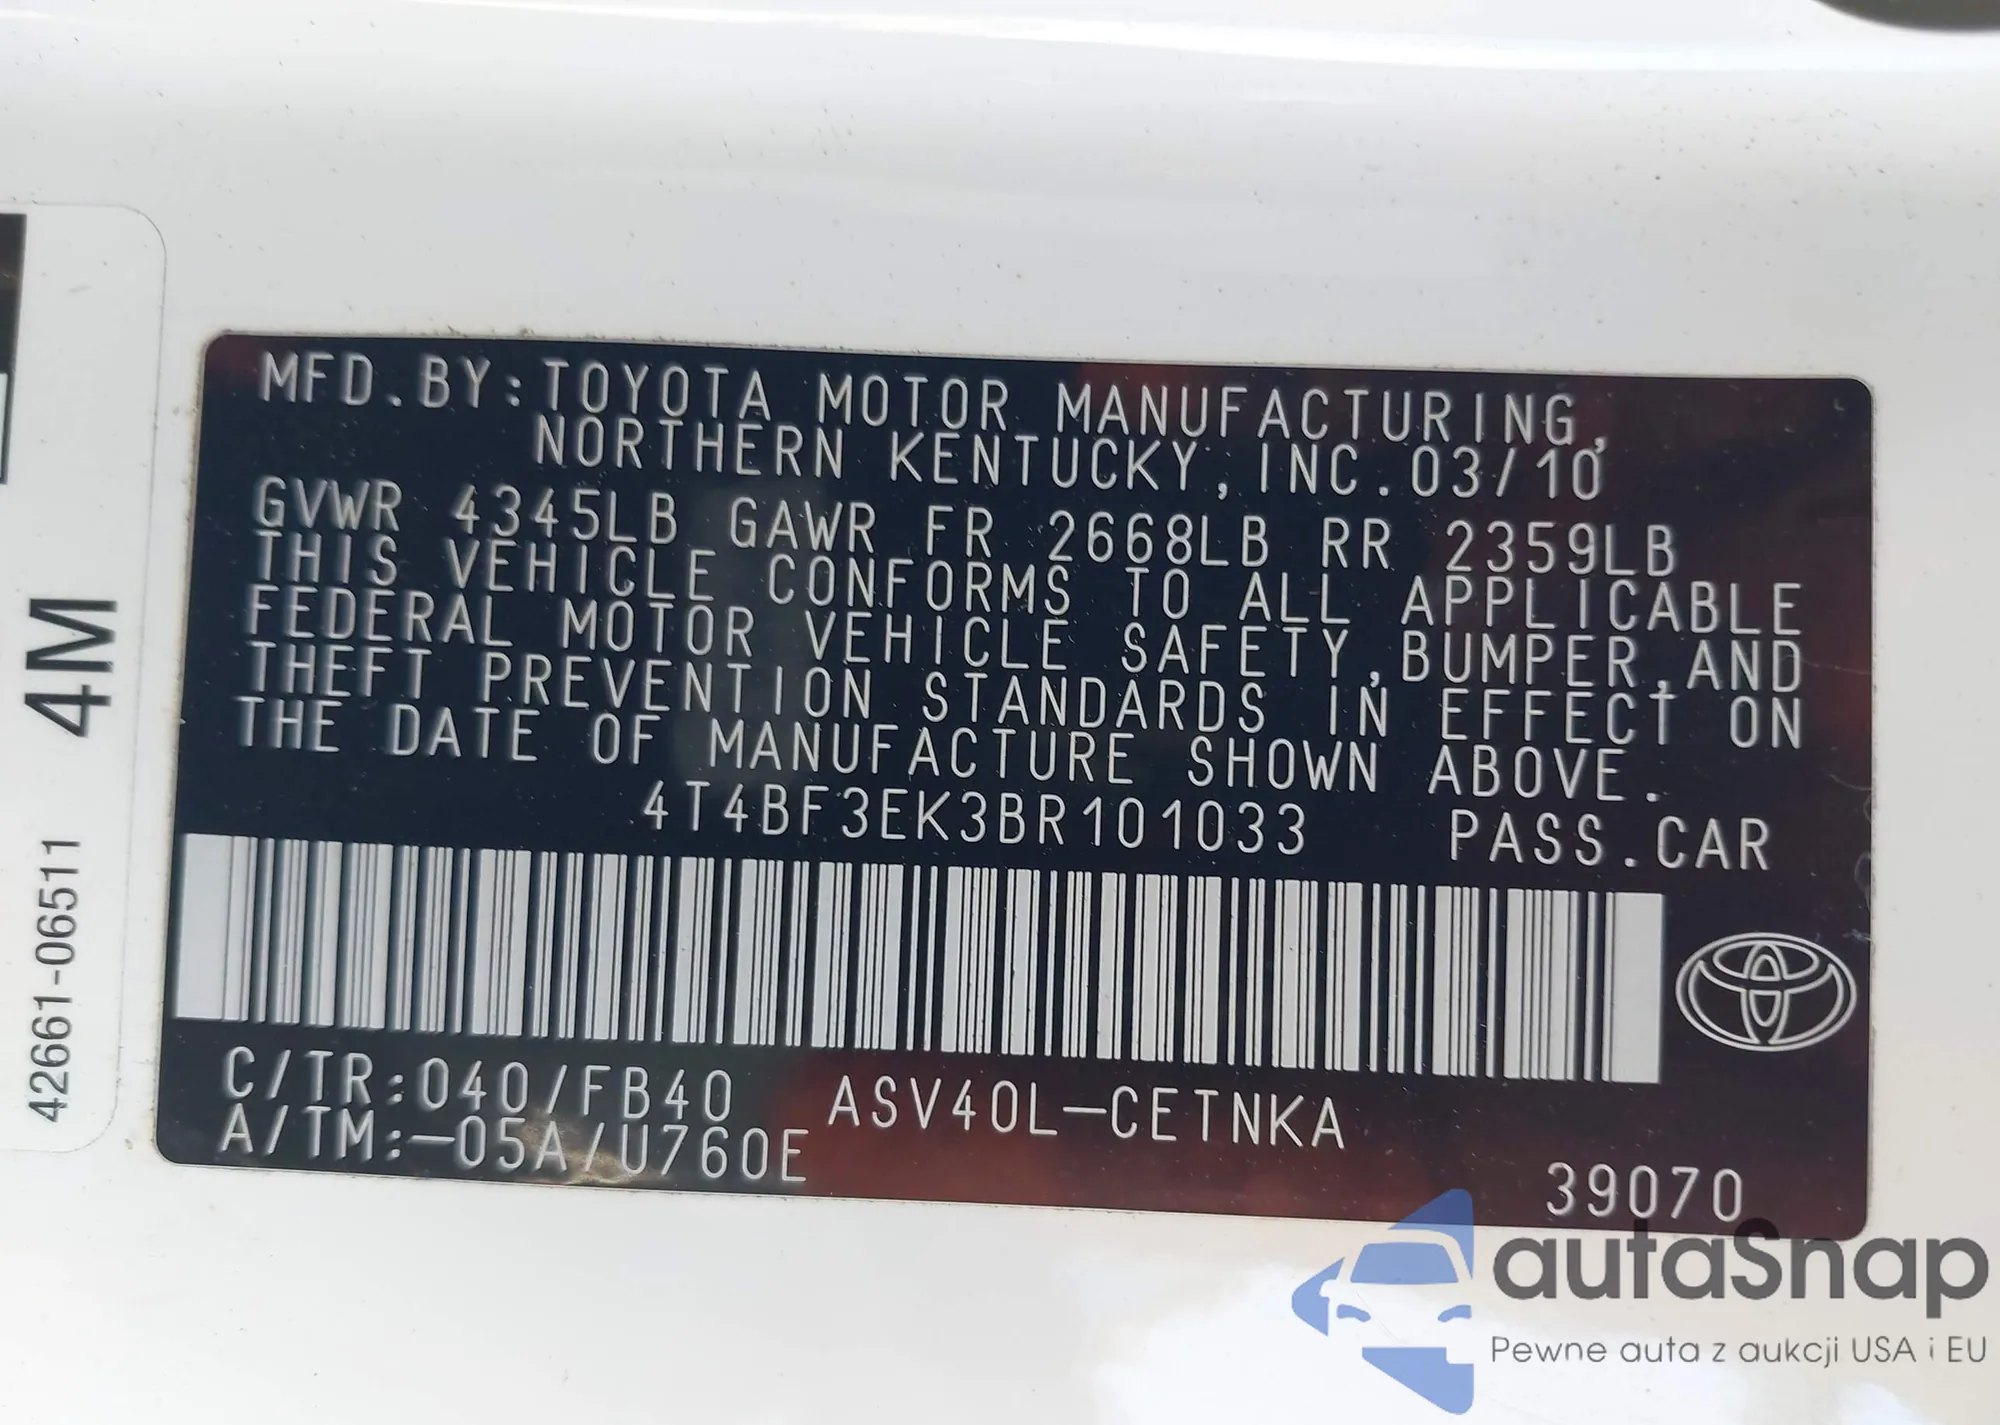 MFD.BY:TOYOTA MOTOR MANUFACTURING,
NORTHERN KENTUCKY, INC.03/10
GVWR 4345LB GAWR FR 2668LB RR 2359LB
THIS VEHICLE CONFORMS TO ALL APPLICABLE
FEDERAL MOTOR VEHICLE SAFETY,BUMPER,AND
THEFT PREVENTION STANDARDS IN EFFECT ON
THE DATE OF MANUFACTURE SHOWN ABOVE.
4T4BF3EK3BR101033 PASS.CAR
C/TR:040/FB40 ASV40L-CETNKA
A/TM:-05A/U760E
39070
42661-06511 4M
autaSnap
Pewne auta z aukcji USA i EU